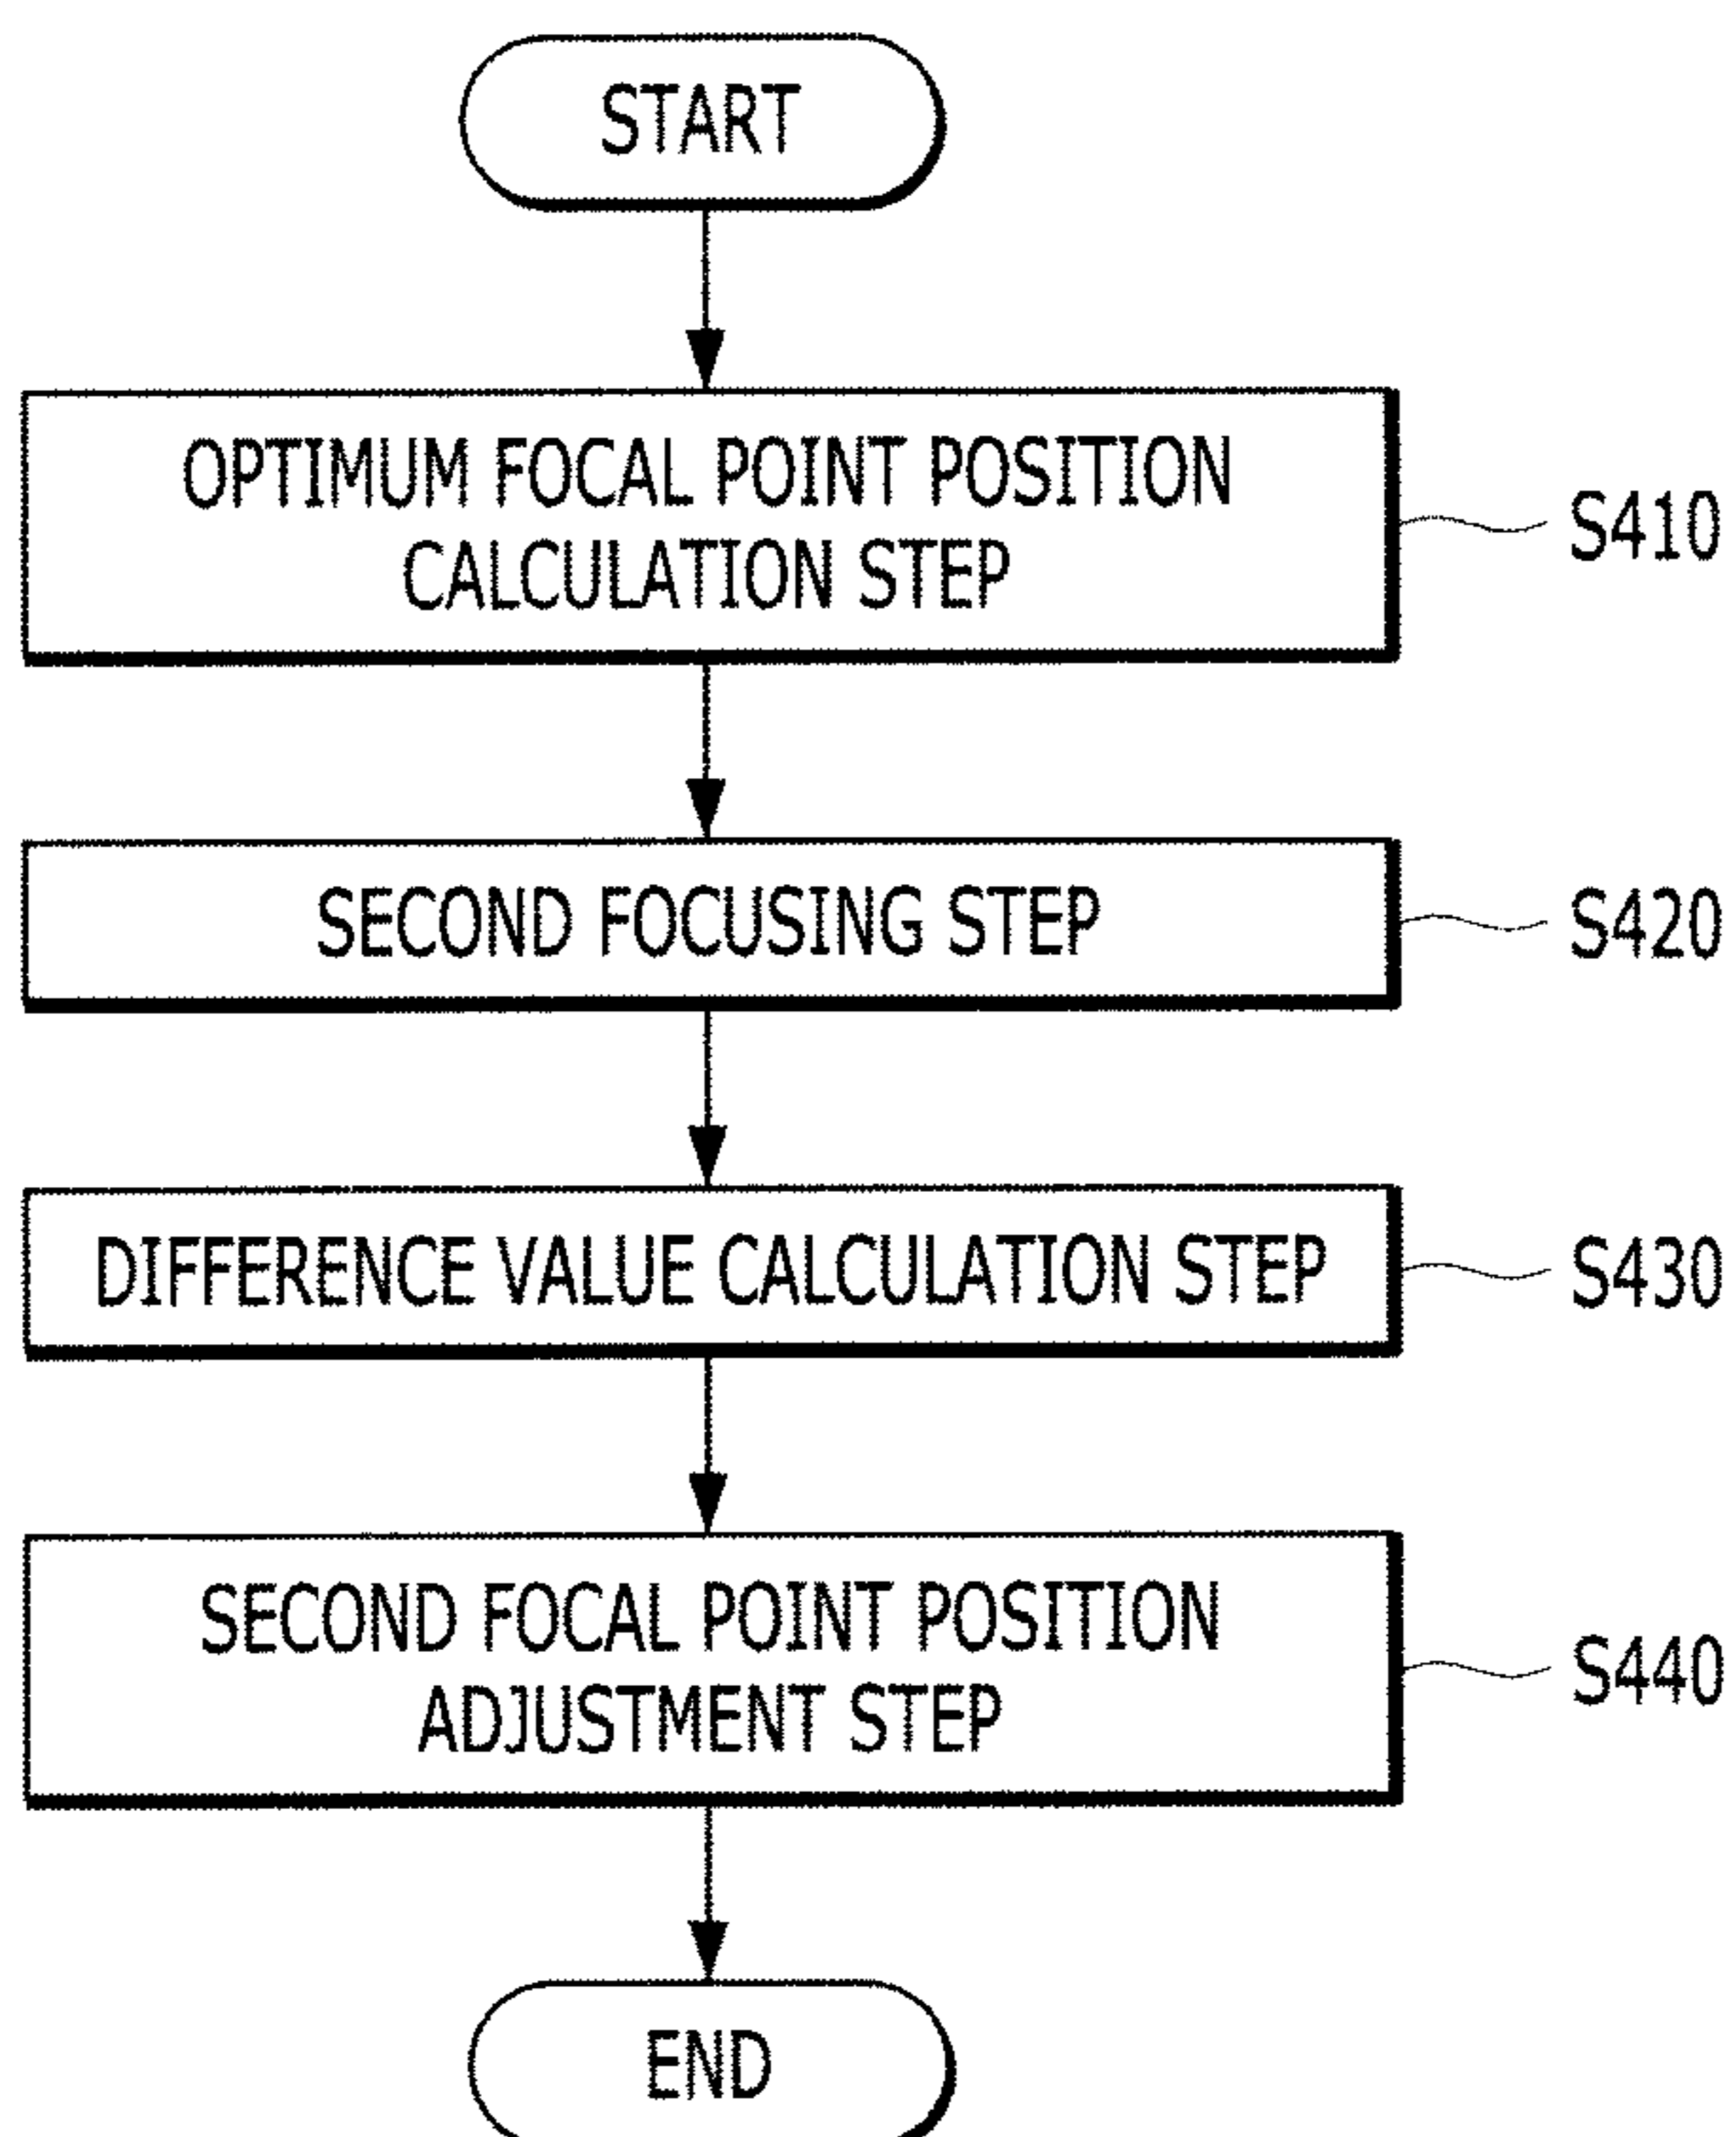 START
OPTIMUM FOCAL POINT POSITION
CALCULATION STEP
S410
SECOND FOCUSING STEP
S420
DIFFERENCE VALUE CALCULATION STEP
S430
SECOND FOCAL POINT POSITION
ADJUSTMENT STEP
S440
END